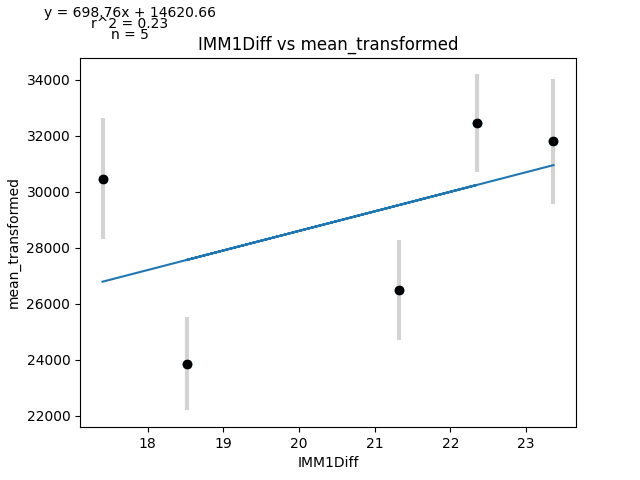 y = 698.76x + 14620.66
r^2 = 0.23
n = 5
IMM1Diff vs mean_transformed
34000
32000
30000
28000
26000
24000
22000
mean_transformed
18 19 20 21 22 23
IMM1Diff